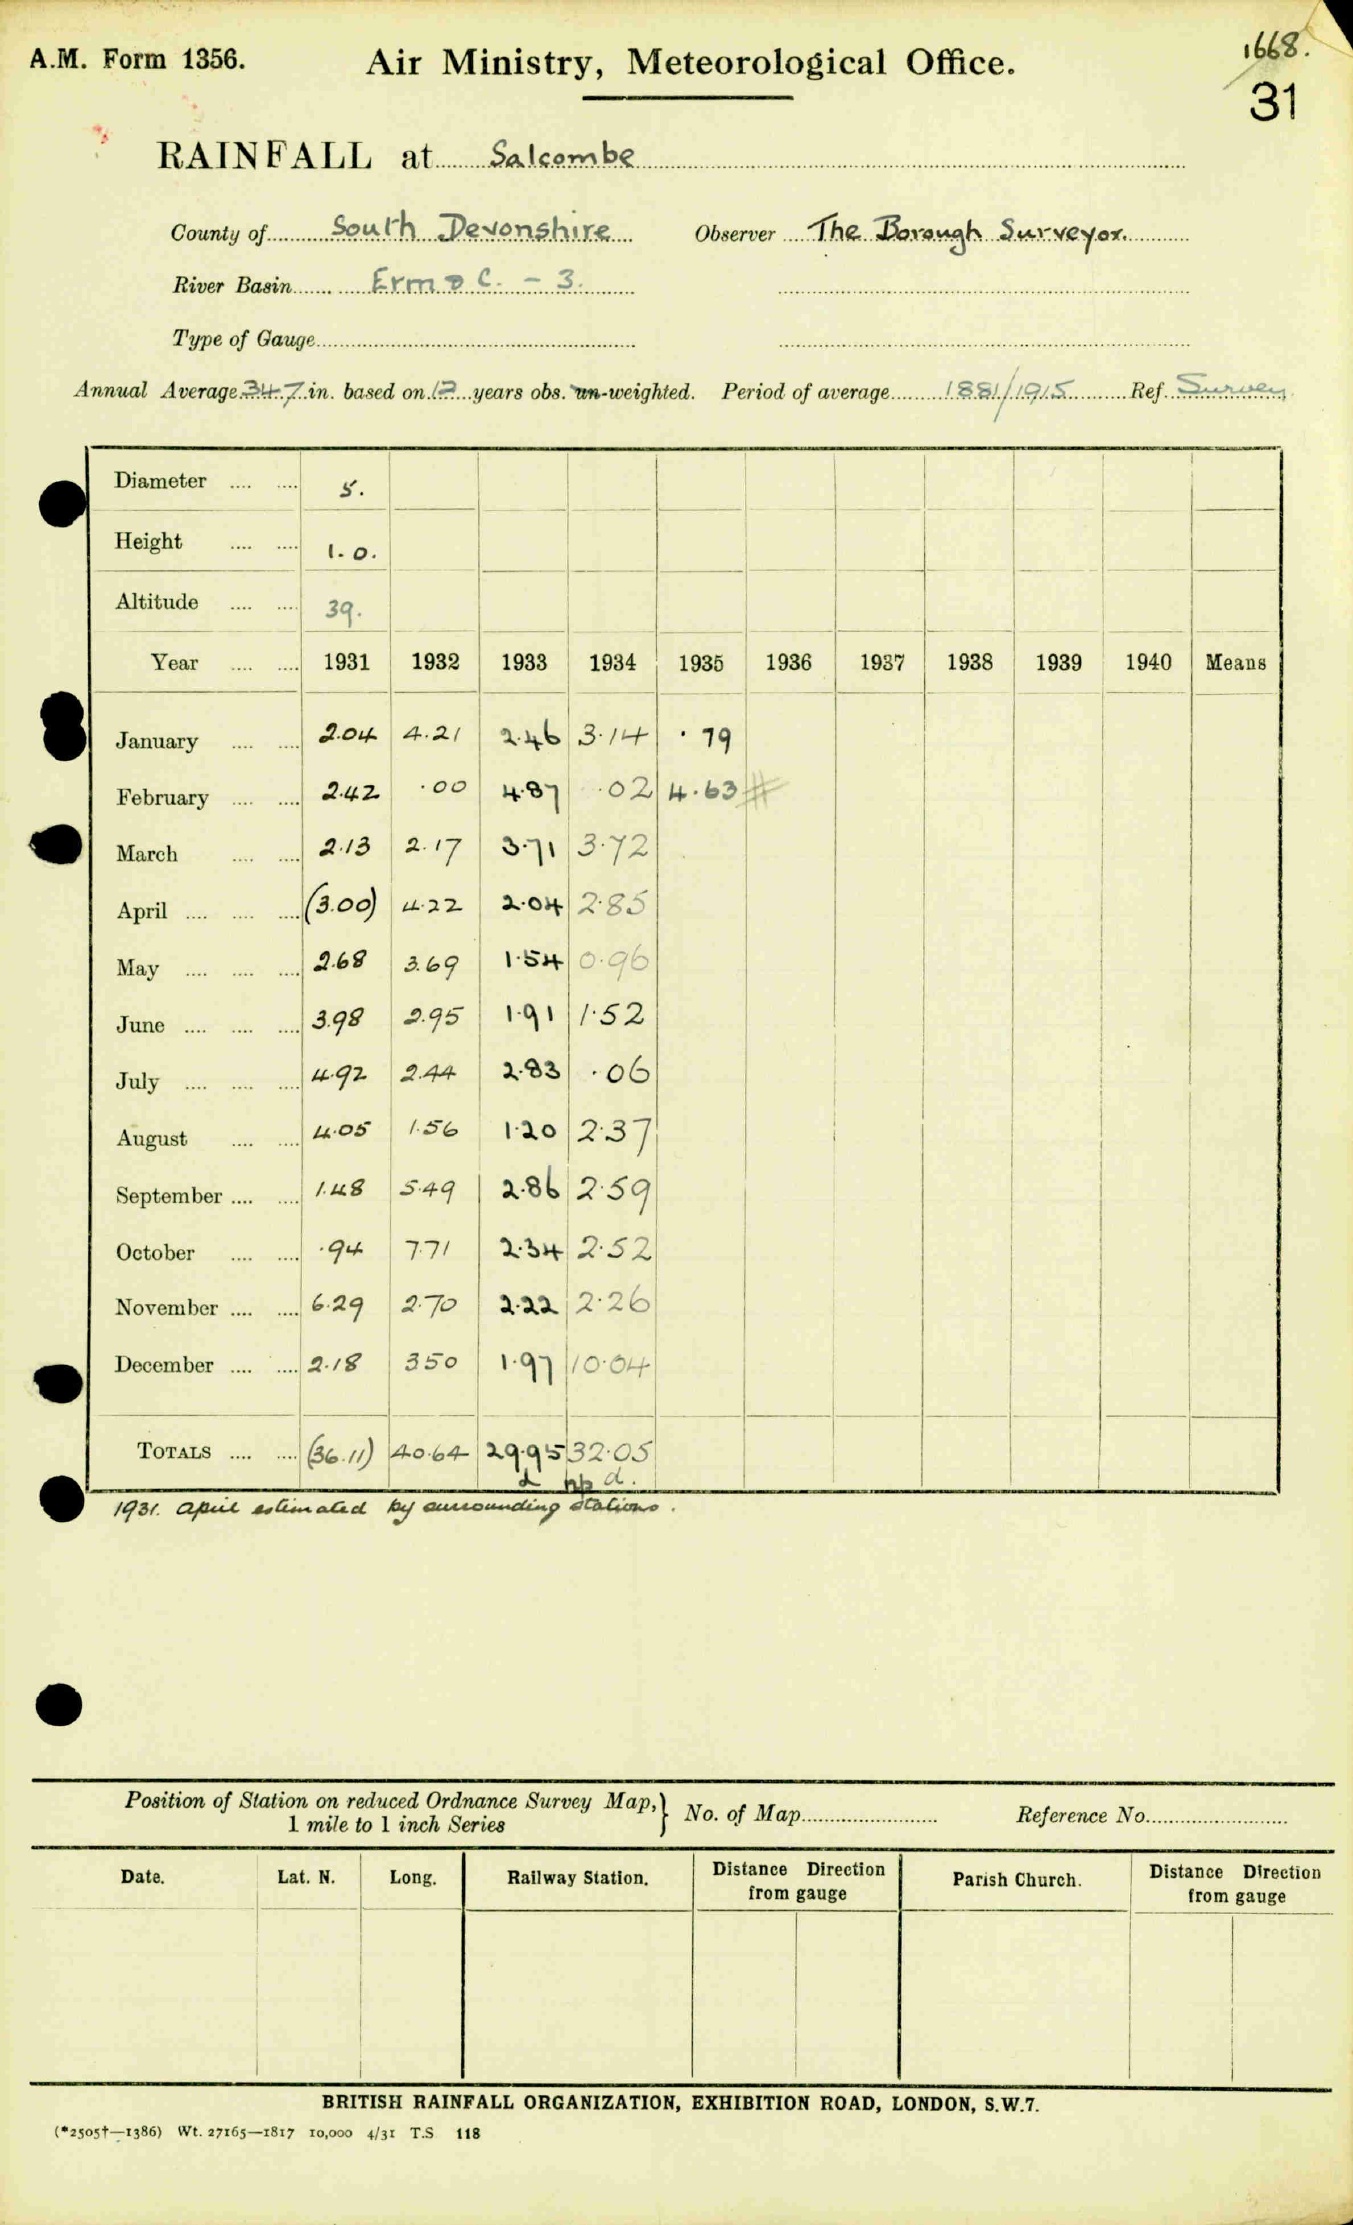 A.M. Form 1356. Air Ministry, Meteorological Office. 1668.
31
RAINFALL at Salcombe
County of South Devonshire Observer The Borough Surveyor.
River Basin Erme &C. - 3.
Type of Gauge
Annual Average 34.7 in. based on 12 years obs. un-weighted. Period of average 1881/1915 Ref. Survey
Diameter 5.
Height 1.0.
Altitude 39.
Year 1931 1932 1933 1934 1935 1936 1937 1938 1939 1940 Means
January 2.04 4.21 2.46 3.14 .79
February 2.42 .00 4.87 .02 4.63 #
March 2.13 2.17 3.71 3.72
April (3.00) 4.22 2.04 2.85
May 2.68 3.69 1.54 0.96
June 3.98 2.95 1.91 1.52
July 4.92 2.44 2.83 .06
August 4.05 1.56 1.20 2.37
September 1.48 5.49 2.86 2.59
October .94 7.71 2.34 2.52
November 6.29 2.70 2.22 2.26
December 2.18 3.50 1.97 10.04
TOTALS (36.11) 40.64 29.95 32.05
d d.
1931. April estimated by surrounding stations.
Position of Station on reduced Ordnance Survey Map, } No. of Map Reference No.
1 mile to 1 inch Series
Date. Lat. N. Long. Railway Station. Distance Direction Parish Church. Distance Direction
from gauge from gauge
BRITISH RAINFALL ORGANIZATION, EXHIBITION ROAD, LONDON, S.W.7.
(*2505†—1386) Wt. 27165—1817 10,000 4/31 T.S 118